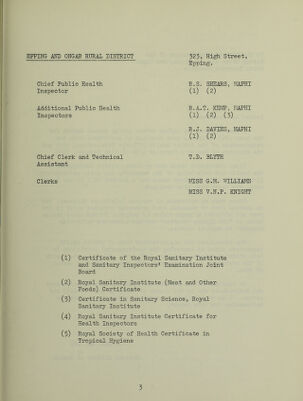 EPPING AND ONGAR RURAL DISTRICT
323, High Street,
Epping.
Chief Public Health
Inspector
H.S. SHEARS, MAPHI
(1) (2)
Additional Public Health
Inspectors
R.A.T. KEMP, MAPHI
(1) (2) (3)
R.J. DAVIES, MAPHI
(1) (2)
Chief Clerk and Technical
Assistant
T.D. BLYTH
Clerks
MISS G.M. WILLIAMS
MISS V.N.P. KNIGHT
(1) Certificate of the Royal Sanitary Institute
and Sanitary Inspectors' Examination Joint
Board
(2) Royal Sanitary Institute (Meat and Other
Foods) Certificate
(3) Certificate in Sanitary Science, Royal
Sanitary Institute
(4) Royal Sanitary Institute Certificate for
Health Inspectors
(5) Royal Society of Health Certificate in
Tropical Hygiene
3